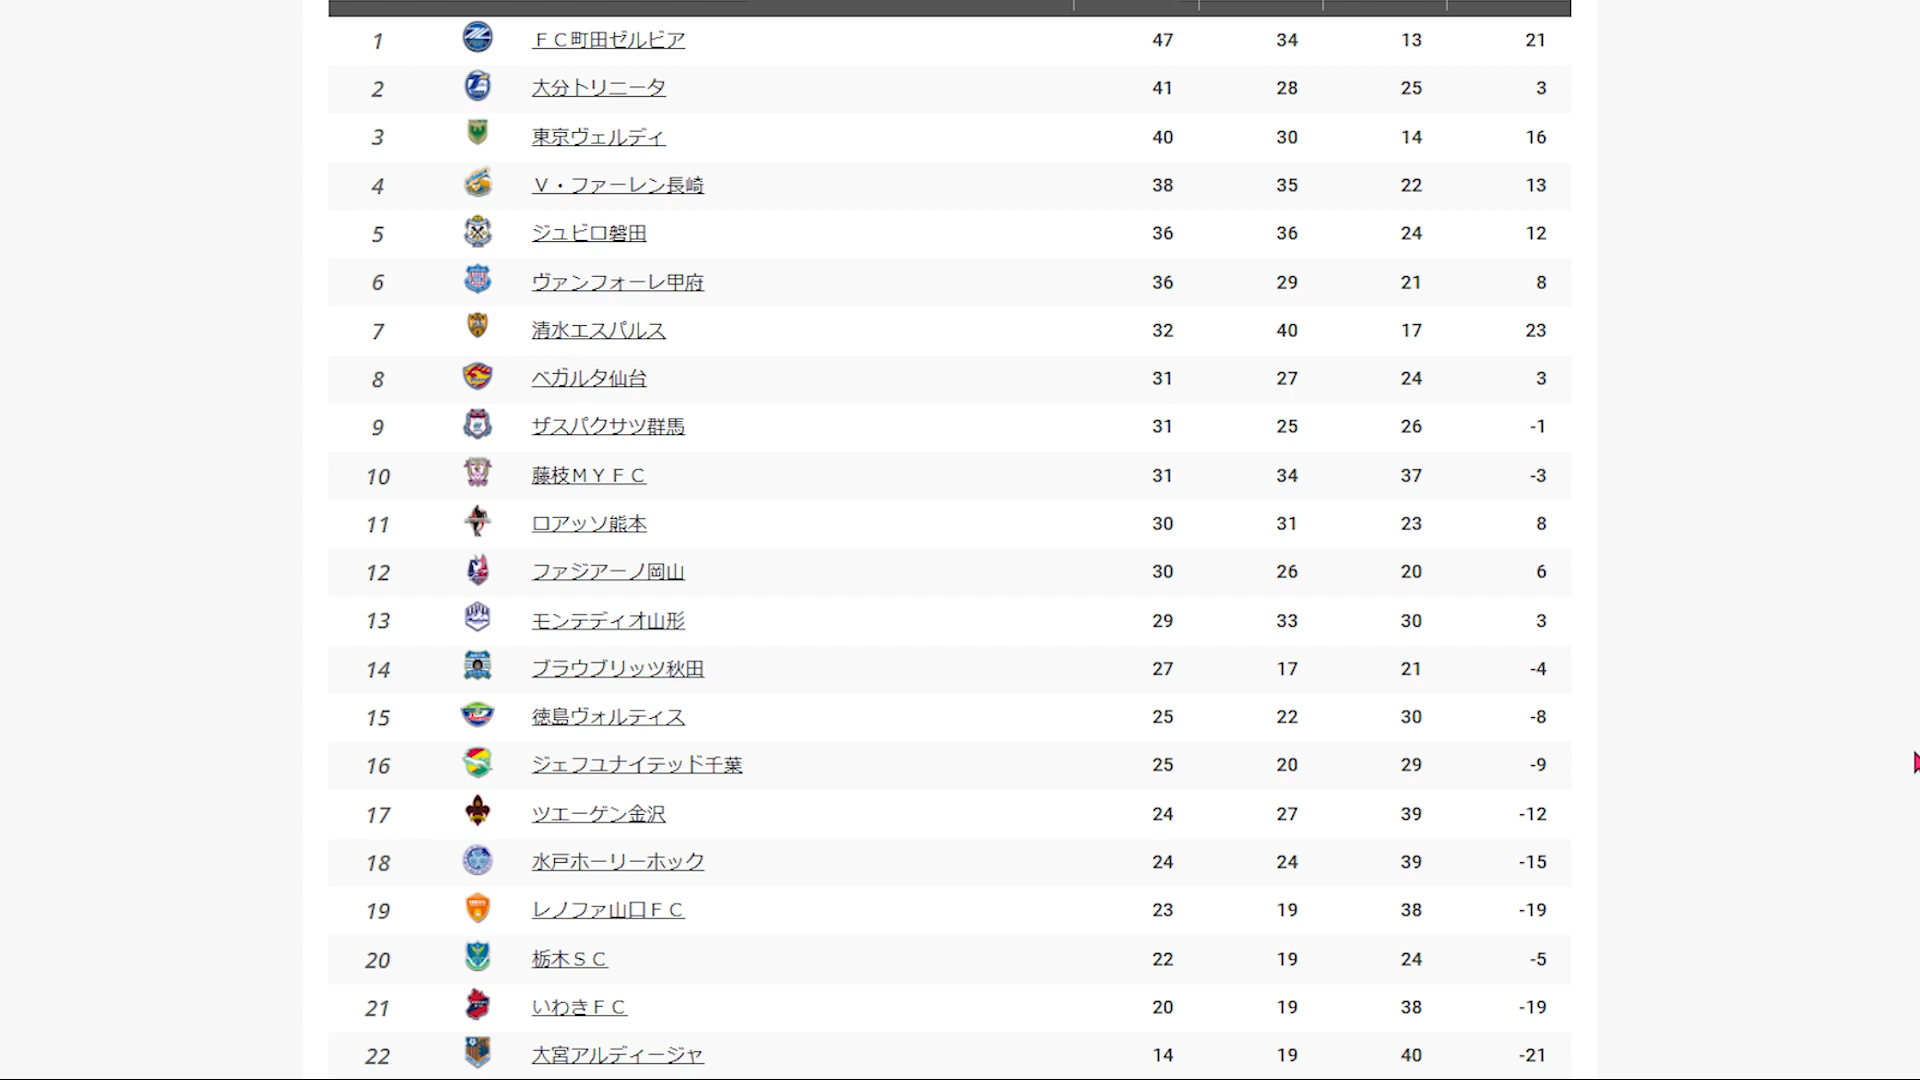 1 ＦＣ町田ゼルビア 47 34 13 21
2 大分トリニータ 41 28 25 3
3 東京ヴェルディ 40 30 14 16
4 Ｖ・ファーレン長崎 38 35 22 13
5 ジュビロ磐田 36 36 24 12
6 ヴァンフォーレ甲府 36 29 21 8
7 清水エスパルス 32 40 17 23
8 ベガルタ仙台 31 27 24 3
9 ザスパクサツ群馬 31 25 26 -1
10 藤枝ＭＹＦＣ 31 34 37 -3
11 ロアッソ熊本 30 31 23 8
12 ファジアーノ岡山 30 26 20 6
13 モンテディオ山形 29 33 30 3
14 ブラウブリッツ秋田 27 17 21 -4
15 徳島ヴォルティス 25 22 30 -8
16 ジェフユナイテッド千葉 25 20 29 -9
17 ツエーゲン金沢 24 27 39 -12
18 水戸ホーリーホック 24 24 39 -15
19 レノファ山口ＦＣ 23 19 38 -19
20 栃木ＳＣ 22 19 24 -5
21 いわきＦＣ 20 19 38 -19
22 大宮アルディージャ 14 19 40 -21